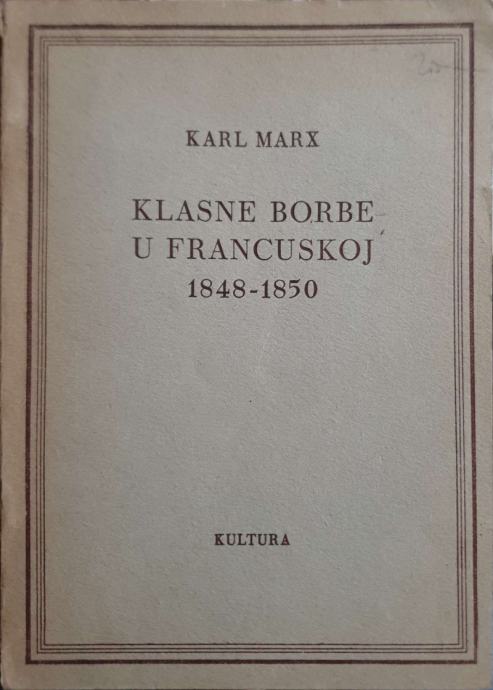 KARL MARX
KLASNE BORBE
U FRANCUSKOJ
1848-1850
KULTURA